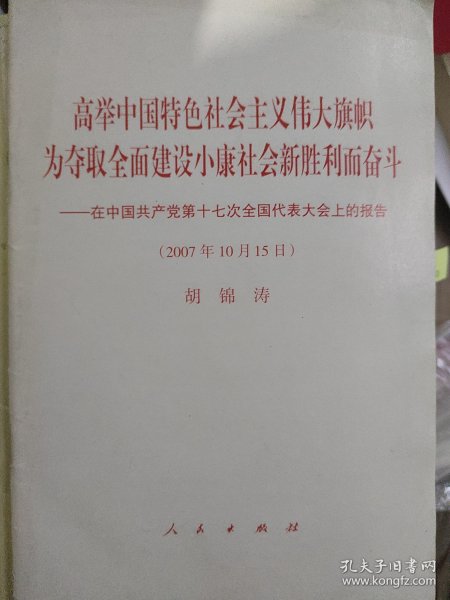 高举中国特色社会主义伟大旗帜
为夺取全面建设小康社会新胜利而奋斗
——在中国共产党第十七次全国代表大会上的报告
（2007年10月15日）
胡锦涛
人民出版社
孔夫子旧书网
www.kongfz.com